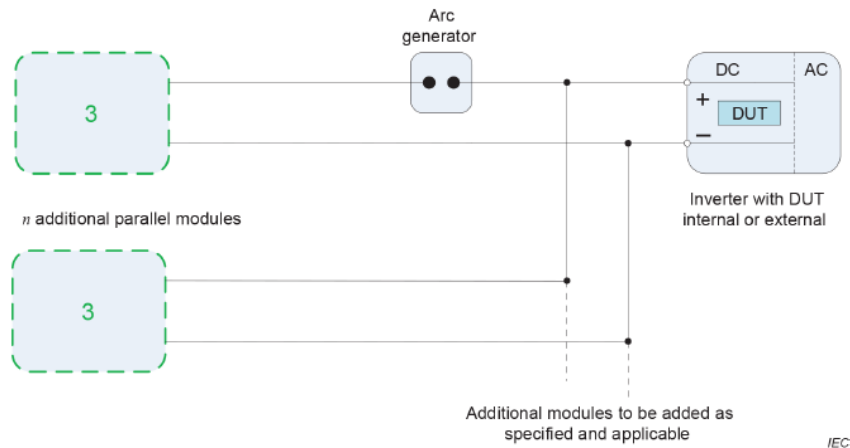 Arc
generator
DC
AC
3
+
DUT
−
Inverter with DUT
internal or external
n additional parallel modules
3
Additional modules to be added as
specified and applicable
IEC